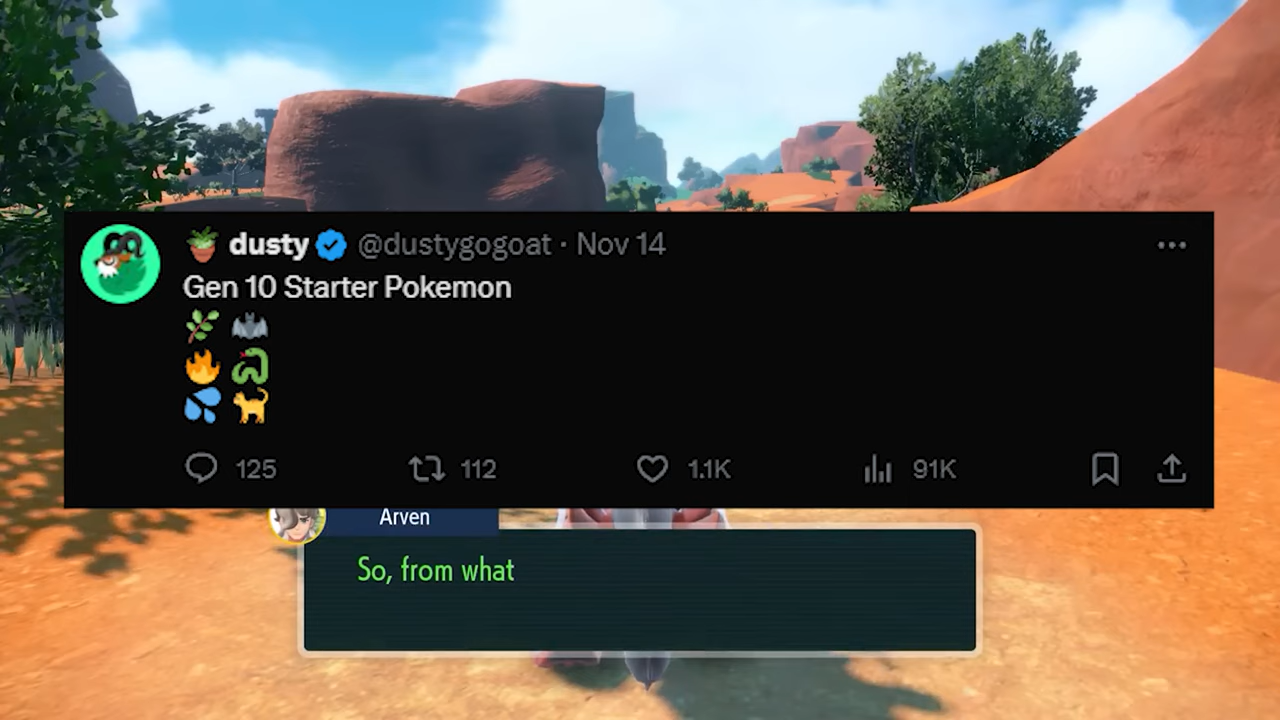 🪴 dusty @dustygogoat · Nov 14
Gen 10 Starter Pokemon
🌿 🦇
🔥 🐍
💦 🐈
125 112 1.1K 91K
Arven
So, from what